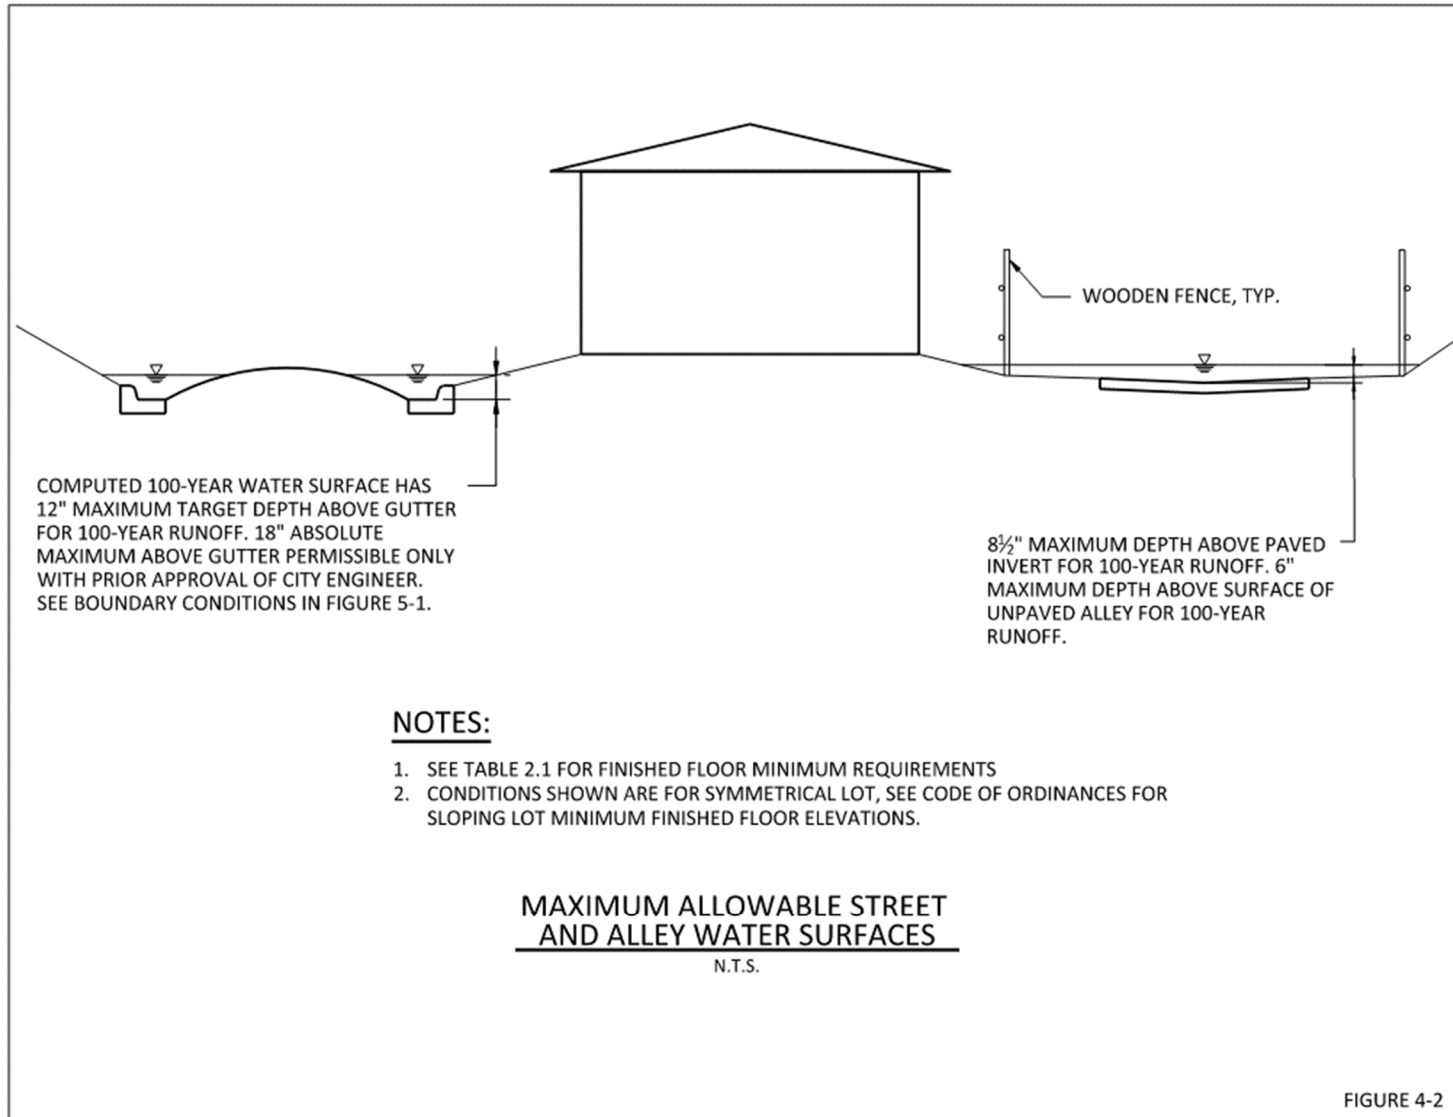 WOODEN FENCE, TYP.
COMPUTED 100-YEAR WATER SURFACE HAS
12" MAXIMUM TARGET DEPTH ABOVE GUTTER
FOR 100-YEAR RUNOFF. 18" ABSOLUTE
MAXIMUM ABOVE GUTTER PERMISSIBLE ONLY
WITH PRIOR APPROVAL OF CITY ENGINEER.
SEE BOUNDARY CONDITIONS IN FIGURE 5-1.
8½" MAXIMUM DEPTH ABOVE PAVED
INVERT FOR 100-YEAR RUNOFF. 6"
MAXIMUM DEPTH ABOVE SURFACE OF
UNPAVED ALLEY FOR 100-YEAR
RUNOFF.
NOTES:
1. SEE TABLE 2.1 FOR FINISHED FLOOR MINIMUM REQUIREMENTS
2. CONDITIONS SHOWN ARE FOR SYMMETRICAL LOT, SEE CODE OF ORDINANCES FOR
SLOPING LOT MINIMUM FINISHED FLOOR ELEVATIONS.
MAXIMUM ALLOWABLE STREET
AND ALLEY WATER SURFACES
N.T.S.
FIGURE 4-2